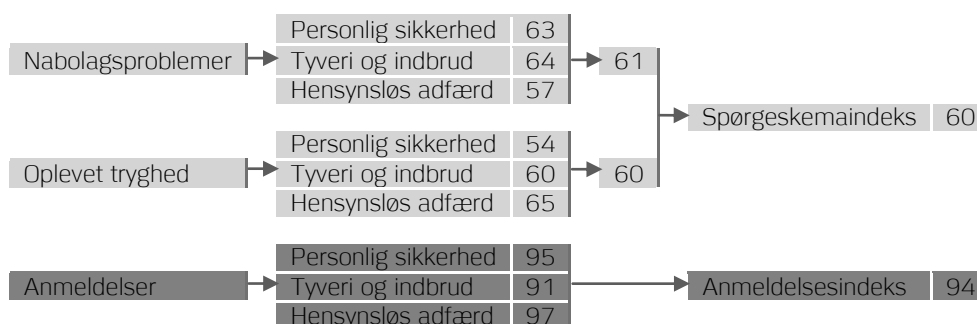 Personlig sikkerhed 63
Nabolagsproblemer Tyveri og indbrud 64 61
Hensynsløs adfærd 57
Spørgeskemaindeks 60
Personlig sikkerhed 54
Oplevet tryghed Tyveri og indbrud 60 60
Hensynsløs adfærd 65
Personlig sikkerhed 95
Anmeldelser Tyveri og indbrud 91 Anmeldelsesindeks 94
Hensynsløs adfærd 97